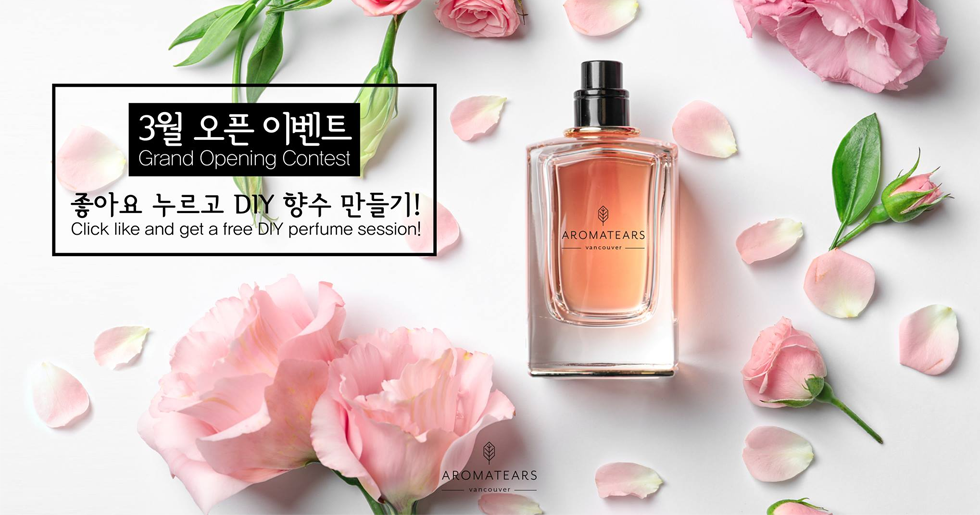 3월 오픈 이벤트
Grand Opening Contest
좋아요 누르고 DIY 향수 만들기!
Click like and get a free DIY perfume session!
AROMATEARS
vancouver
AROMATEARS
vancouver